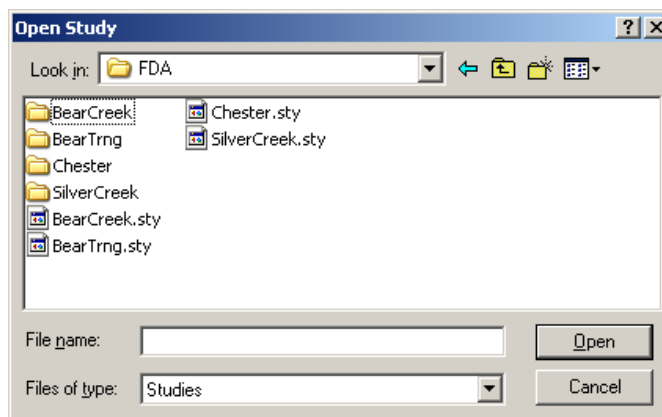 Open Study
Look in: FDA
BearCreek
BearTrng
Chester
SilverCreek
BearCreek.sty
BearTrng.sty
Chester.sty
SilverCreek.sty
File name:
Open
Files of type: Studies
Cancel